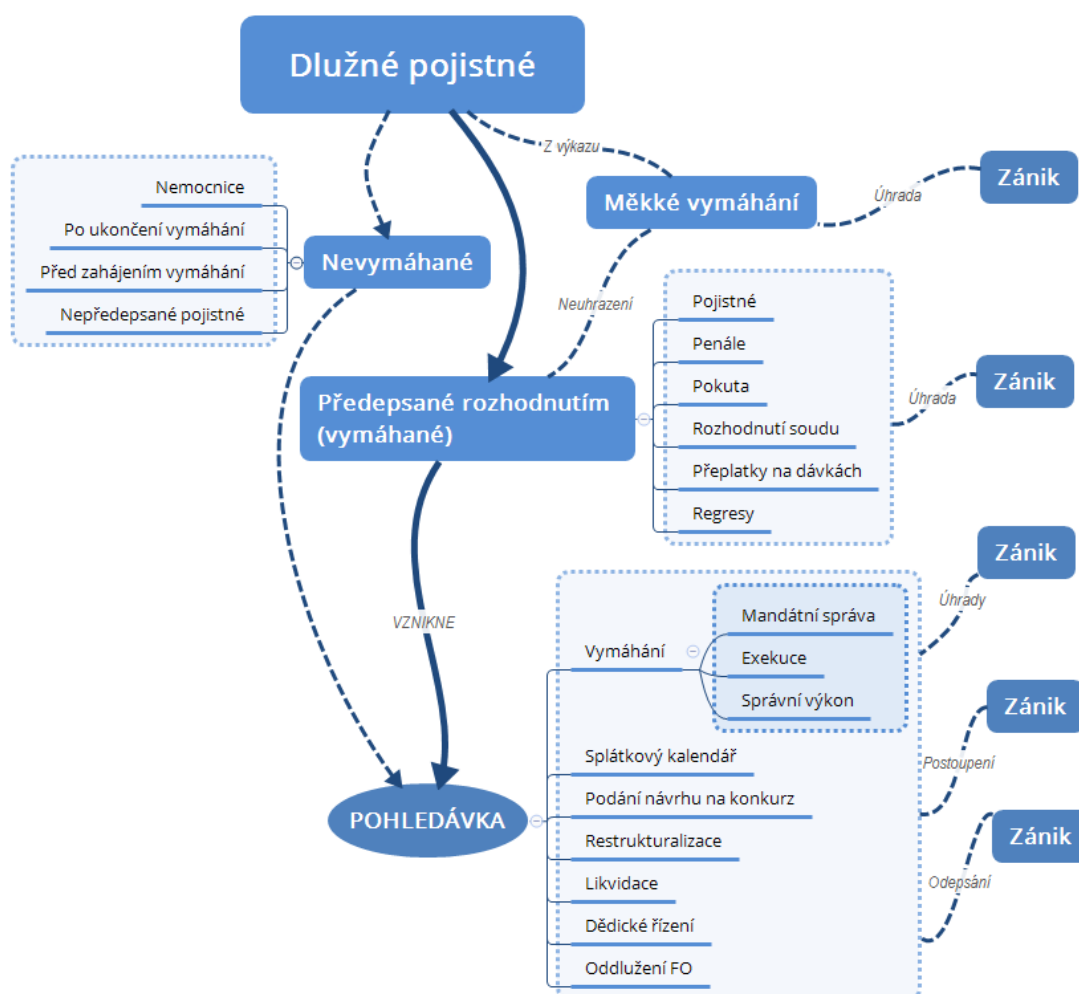 Dlužné pojistné
Z výkazu
Měkké vymáhání
Úhrada
Zánik
Nemocnice
Po ukončení vymáhání
Před zahájením vymáhání
Nepředepsané pojistné
Nevymáhané
Neuhrazení
Předepsané rozhodnutím
(vymáhané)
Pojistné
Penále
Pokuta
Rozhodnutí soudu
Přeplatky na dávkách
Regresy
Úhrada
Zánik
VZNIKNE
POHLEDÁVKA
Vymáhání
Mandátní správa
Exekuce
Správní výkon
Splátkový kalendář
Podání návrhu na konkurz
Restrukturalizace
Likvidace
Dědické řízení
Oddlužení FO
Úhrady
Zánik
Postoupení
Zánik
Odepsání
Zánik